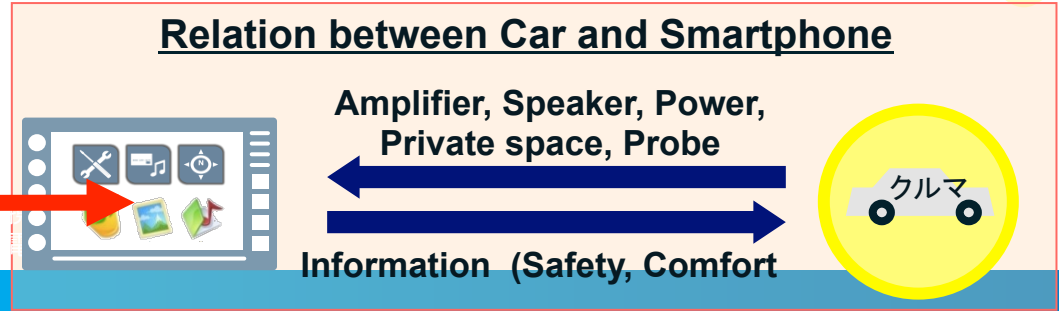 Relation between Car and Smartphone
Amplifier, Speaker, Power,
Private space, Probe
N
クルマ
Information (Safety, Comfort